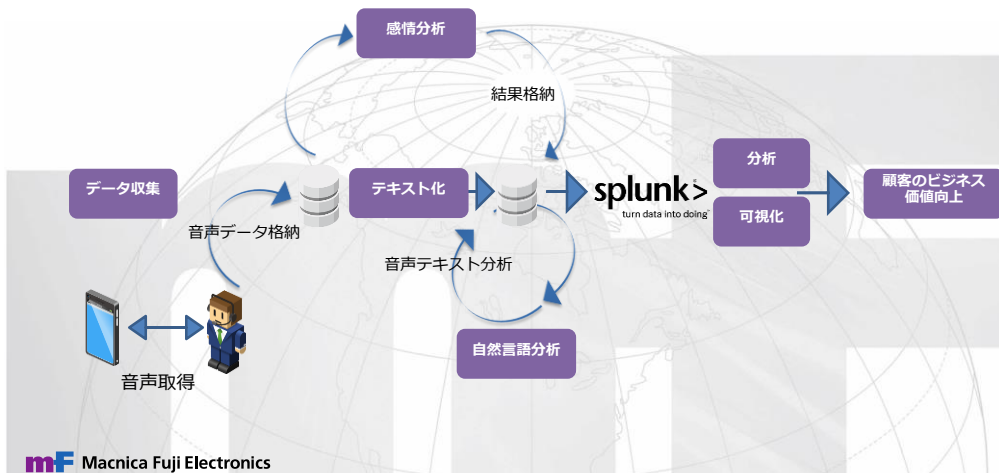 感情分析
結果格納
データ収集
テキスト化
splunk>
turn data into doing™
分析
可視化
顧客のビジネス
価値向上
音声データ格納
音声テキスト分析
自然言語分析
音声取得
mF Macnica Fuji Electronics